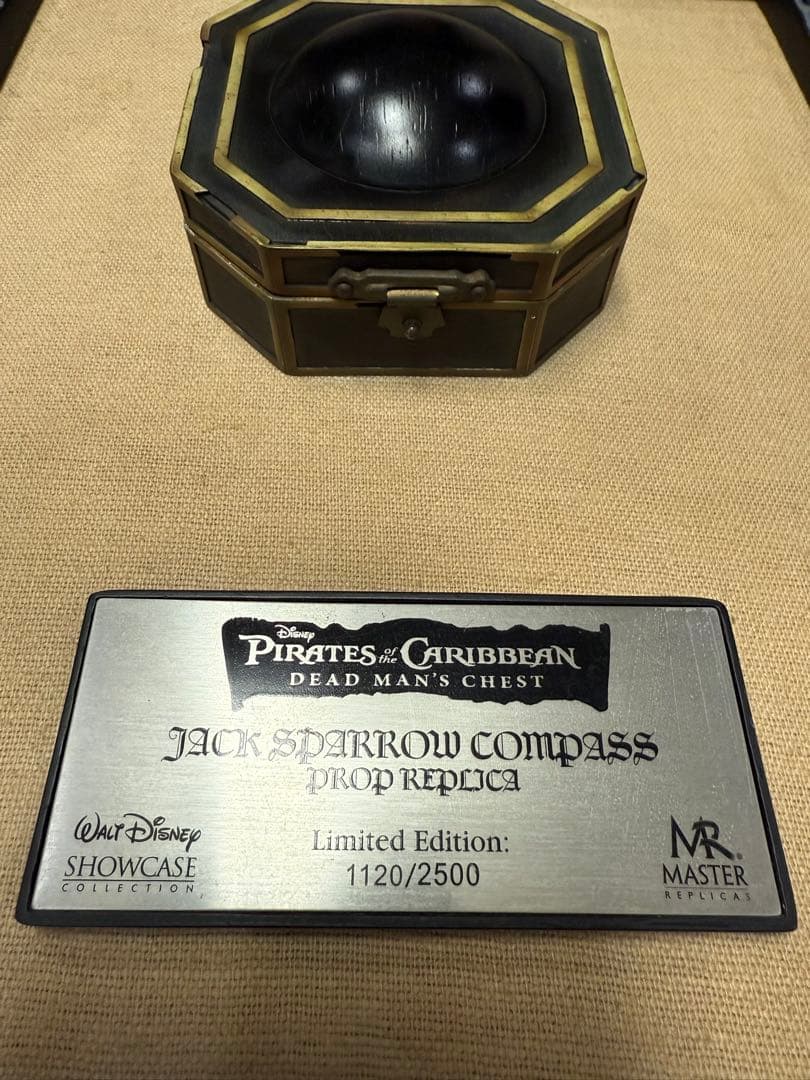 Disney
PIRATES of the CARIBBEAN
DEAD MAN'S CHEST
JACK SPARROW COMPASS
PROP REPLICA
Limited Edition:
1120/2500
WALT DISNEY
SHOWCASE
COLLECTION
MR
MASTER
REPLICAS